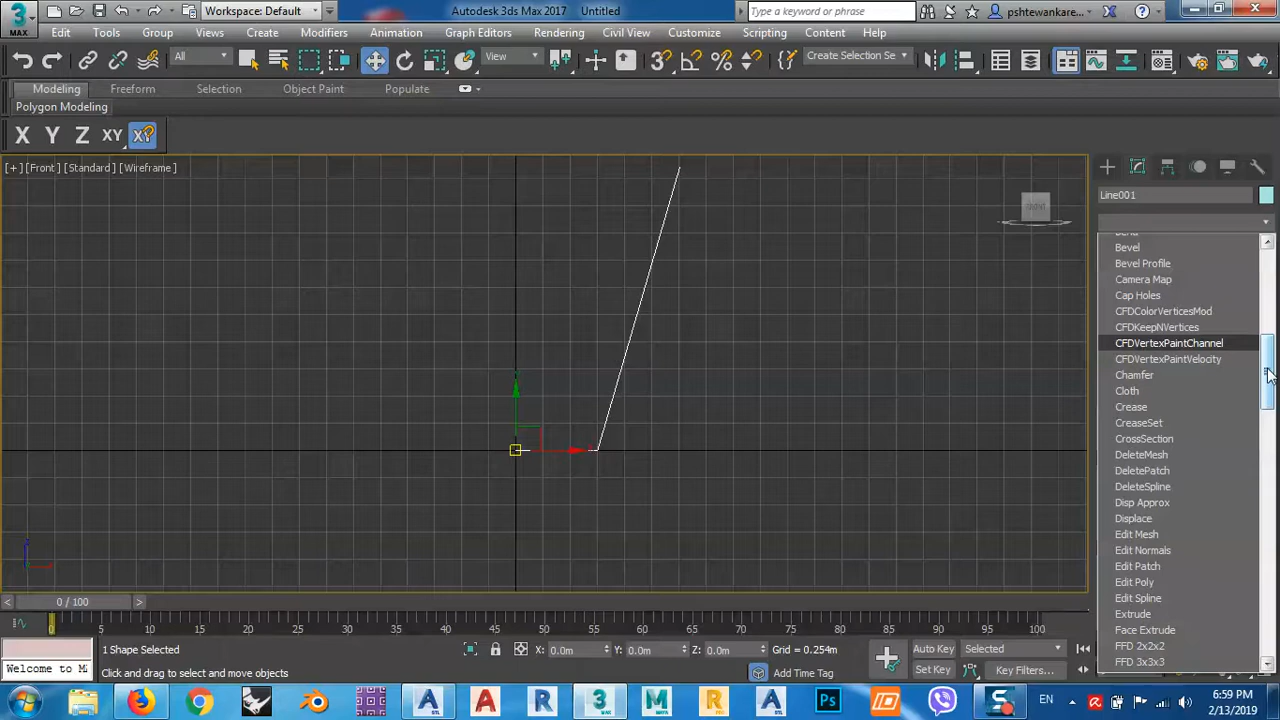 3
MAX
Workspace: Default
Autodesk 3ds Max 2017 Untitled
Type a keyword or phrase
pshtewankare...
Edit Tools Group Views Create Modifiers Animation Graph Editors Rendering Civil View Customize Scripting Content Help
All
View
Create Selection Se
Modeling Freeform Selection Object Paint Populate
Polygon Modeling
X Y Z XY XY
[+] [Front] [Standard] [Wireframe]
FRONT
Line001
Bevel
Bevel Profile
Camera Map
Cap Holes
CFDColorVerticesMod
CFDKeepNVertices
CFDVertexPaintChannel
CFDVertexPaintVelocity
Chamfer
Cloth
Crease
CreaseSet
CrossSection
DeleteMesh
DeletePatch
DeleteSpline
Disp Approx
Displace
Edit Mesh
Edit Normals
Edit Patch
Edit Poly
Edit Spline
Extrude
Face Extrude
FFD 2x2x2
FFD 3x3x3
< 0 / 100 >
0 5 10 15 20 25 30 35 40 45 50 55 60 65 70 75 80 85 90 95 100
1 Shape Selected
X: 0.0m Y: 0.0m Z: 0.0m Grid = 0.254m
Auto Key Selected
Welcome to M
Click and drag to select and move objects
Add Time Tag
Set Key Key Filters...
EN
6:59 PM
2/13/2019